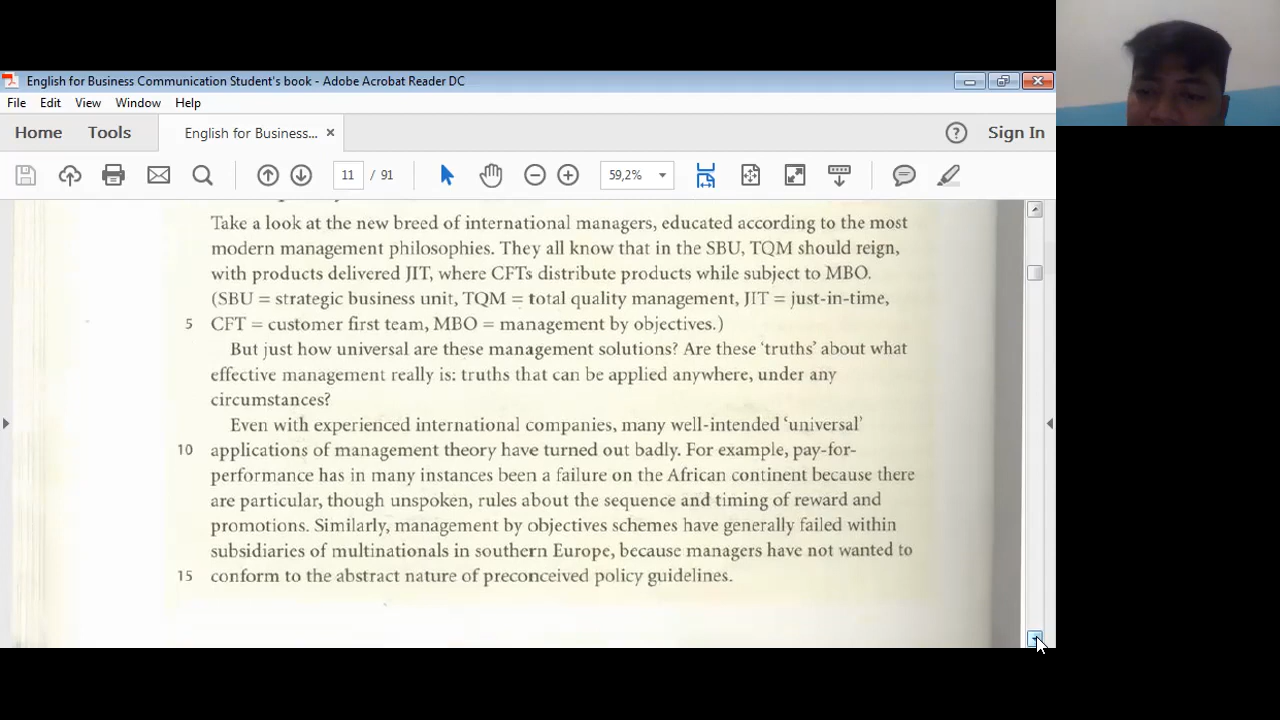 English for Business Communication Student's book - Adobe Acrobat Reader DC
File Edit View Window Help
Home Tools English for Business... × ? Sign In
11 / 91 59,2%
Take a look at the new breed of international managers, educated according to the most
modern management philosophies. They all know that in the SBU, TQM should reign,
with products delivered JIT, where CFTs distribute products while subject to MBO.
(SBU = strategic business unit, TQM = total quality management, JIT = just-in-time,
5 CFT = customer first team, MBO = management by objectives.)
But just how universal are these management solutions? Are these 'truths' about what
effective management really is: truths that can be applied anywhere, under any
circumstances?
Even with experienced international companies, many well-intended 'universal'
10 applications of management theory have turned out badly. For example, pay-for-
performance has in many instances been a failure on the African continent because there
are particular, though unspoken, rules about the sequence and timing of reward and
promotions. Similarly, management by objectives schemes have generally failed within
subsidiaries of multinationals in southern Europe, because managers have not wanted to
15 conform to the abstract nature of preconceived policy guidelines.